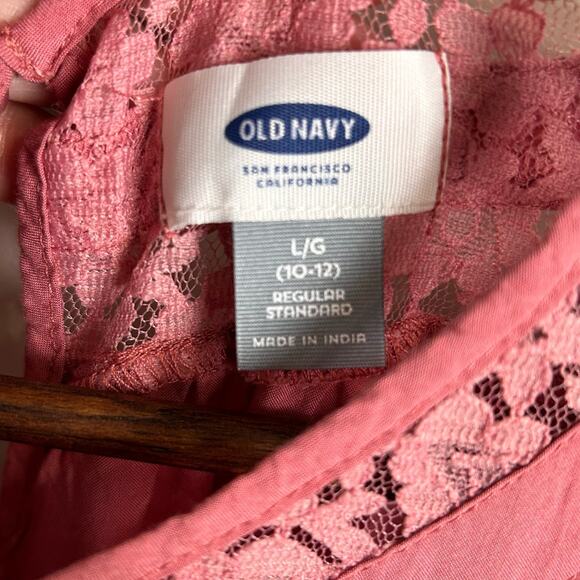 OLD NAVY
SAN FRANCISCO
CALIFORNIA
L/G
(10-12)
REGULAR
STANDARD
MADE IN INDIA